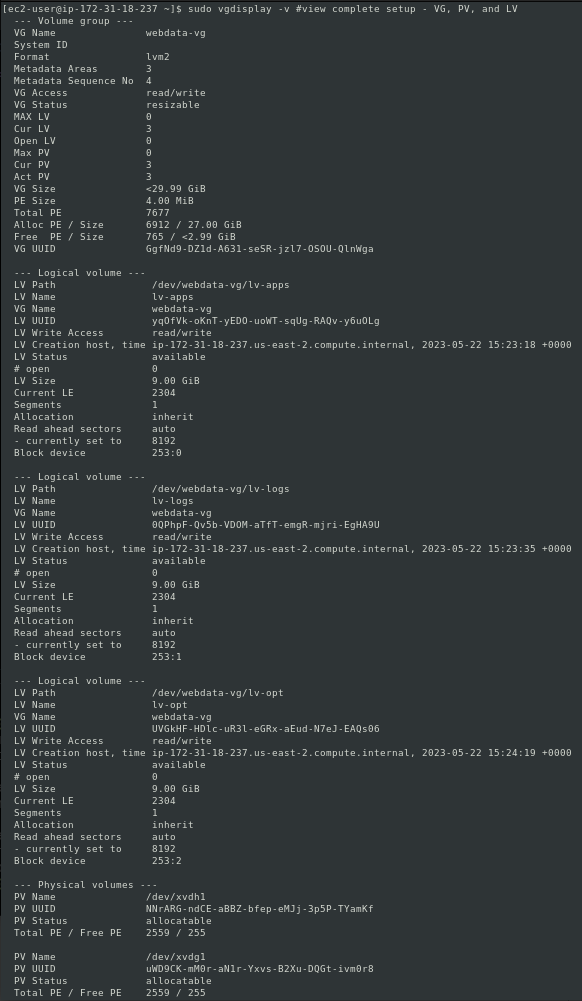 [ec2-user@ip-172-31-18-237 ~]$ sudo vgdisplay -v #view complete setup - VG, PV, and LV
--- Volume group ---
VG Name webdata-vg
System ID
Format lvm2
Metadata Areas 3
Metadata Sequence No 4
VG Access read/write
VG Status resizable
MAX LV 0
Cur LV 3
Open LV 0
Max PV 0
Cur PV 3
Act PV 3
VG Size <29.99 GiB
PE Size 4.00 MiB
Total PE 7677
Alloc PE / Size 6912 / 27.00 GiB
Free PE / Size 765 / <2.99 GiB
VG UUID GgfNd9-DZ1d-A631-seSR-jzl7-OSOU-QlnWga
--- Logical volume ---
LV Path /dev/webdata-vg/lv-apps
LV Name lv-apps
VG Name webdata-vg
LV UUID yqOfVk-oKnT-yEDO-uoWT-sqUg-RAQv-y6uOLg
LV Write Access read/write
LV Creation host, time ip-172-31-18-237.us-east-2.compute.internal, 2023-05-22 15:23:18 +0000
LV Status available
# open 0
LV Size 9.00 GiB
Current LE 2304
Segments 1
Allocation inherit
Read ahead sectors auto
- currently set to 8192
Block device 253:0
--- Logical volume ---
LV Path /dev/webdata-vg/lv-logs
LV Name lv-logs
VG Name webdata-vg
LV UUID 0QPhpF-Qv5b-VDOM-aTfT-emgR-mjri-EgHA9U
LV Write Access read/write
LV Creation host, time ip-172-31-18-237.us-east-2.compute.internal, 2023-05-22 15:23:35 +0000
LV Status available
# open 0
LV Size 9.00 GiB
Current LE 2304
Segments 1
Allocation inherit
Read ahead sectors auto
- currently set to 8192
Block device 253:1
--- Logical volume ---
LV Path /dev/webdata-vg/lv-opt
LV Name lv-opt
VG Name webdata-vg
LV UUID UVGkHF-HDlc-uR3l-eGRx-aEud-N7eJ-EAQs06
LV Write Access read/write
LV Creation host, time ip-172-31-18-237.us-east-2.compute.internal, 2023-05-22 15:24:19 +0000
LV Status available
# open 0
LV Size 9.00 GiB
Current LE 2304
Segments 1
Allocation inherit
Read ahead sectors auto
- currently set to 8192
Block device 253:2
--- Physical volumes ---
PV Name /dev/xvdh1
PV UUID NNrARG-ndCE-aBBZ-bfep-eMJj-3p5P-TYamKf
PV Status allocatable
Total PE / Free PE 2559 / 255
PV Name /dev/xvdg1
PV UUID uWD9CK-mM0r-aN1r-Yxvs-B2Xu-DQGt-ivm0r8
PV Status allocatable
Total PE / Free PE 2559 / 255